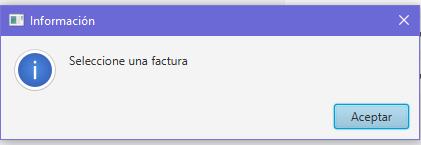 Información
Seleccione una factura
Aceptar